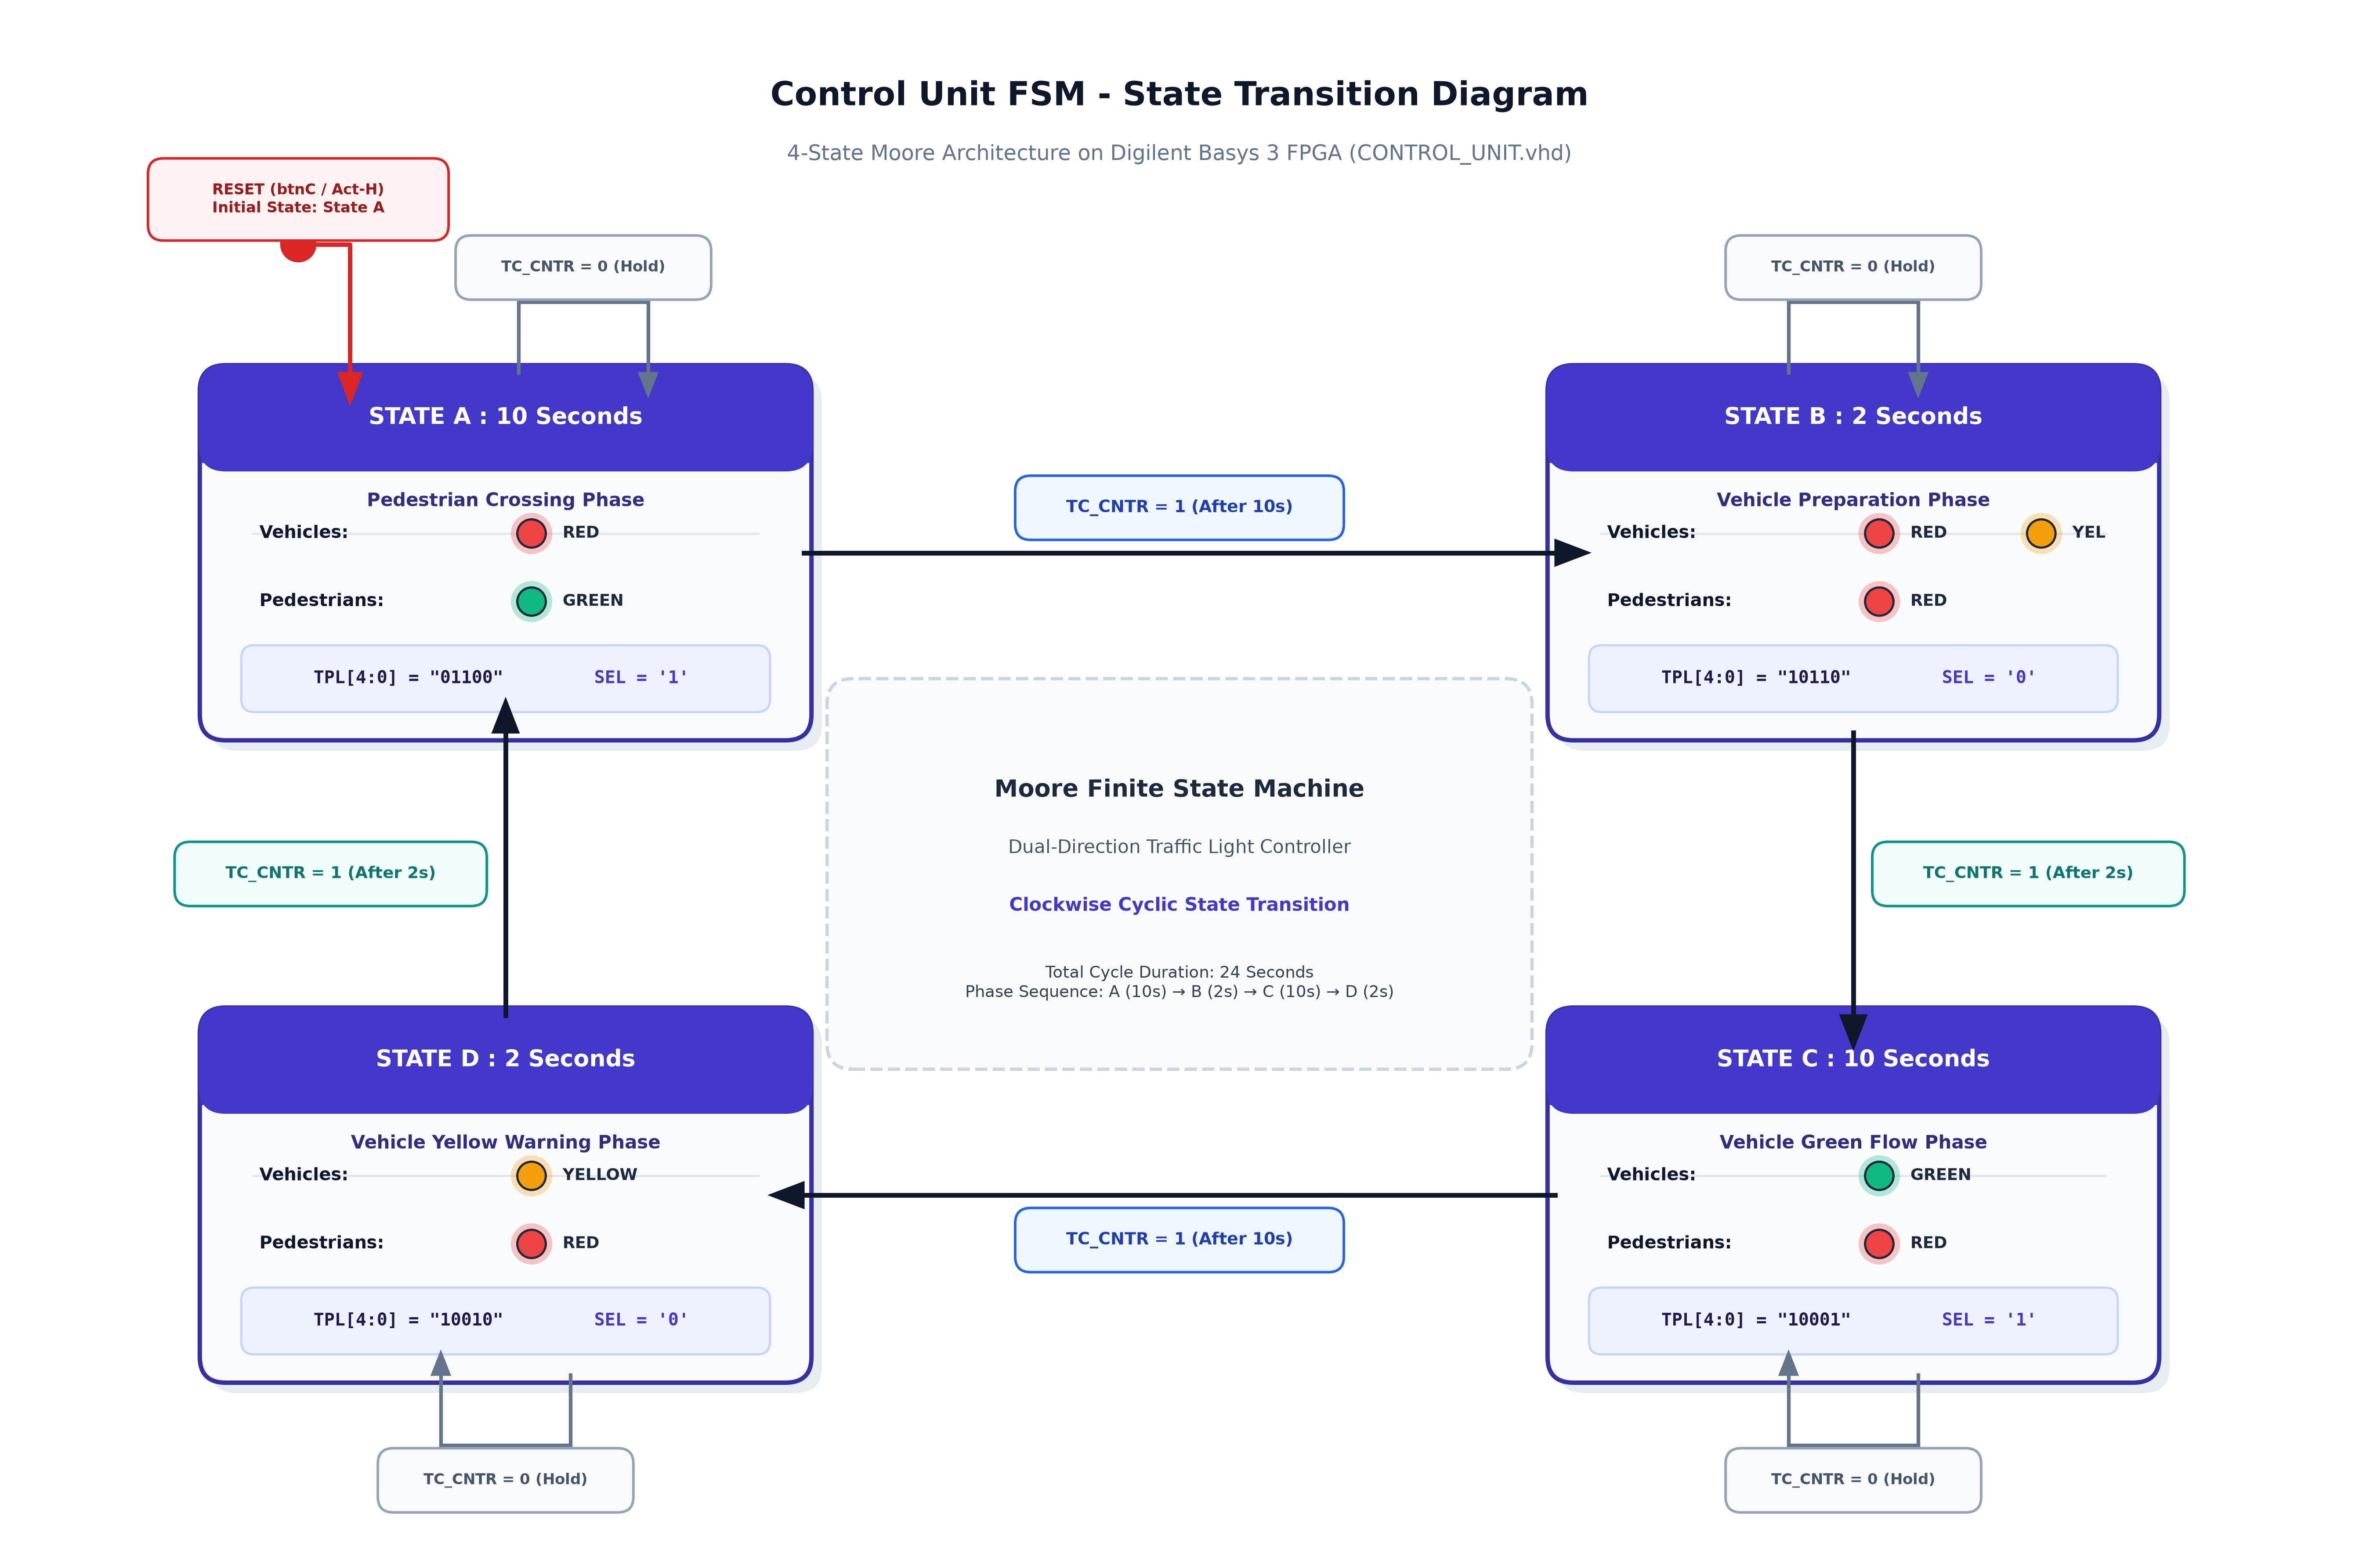 Control Unit FSM - State Transition Diagram
4-State Moore Architecture on Digilent Basys 3 FPGA (CONTROL_UNIT.vhd)
RESET (btnC / Act-H)
Initial State: State A
TC_CNTR = 0 (Hold)
TC_CNTR = 0 (Hold)
STATE A : 10 Seconds
Pedestrian Crossing Phase
Vehicles: RED
Pedestrians: GREEN
TPL[4:0] = "01100" SEL = '1'
TC_CNTR = 1 (After 10s)
STATE B : 2 Seconds
Vehicle Preparation Phase
Vehicles: RED YEL
Pedestrians: RED
TPL[4:0] = "10110" SEL = '0'
Moore Finite State Machine
Dual-Direction Traffic Light Controller
Clockwise Cyclic State Transition
Total Cycle Duration: 24 Seconds
Phase Sequence: A (10s) → B (2s) → C (10s) → D (2s)
TC_CNTR = 1 (After 2s)
TC_CNTR = 1 (After 2s)
STATE D : 2 Seconds
Vehicle Yellow Warning Phase
Vehicles: YELLOW
Pedestrians: RED
TPL[4:0] = "10010" SEL = '0'
TC_CNTR = 1 (After 10s)
STATE C : 10 Seconds
Vehicle Green Flow Phase
Vehicles: GREEN
Pedestrians: RED
TPL[4:0] = "10001" SEL = '1'
TC_CNTR = 0 (Hold)
TC_CNTR = 0 (Hold)